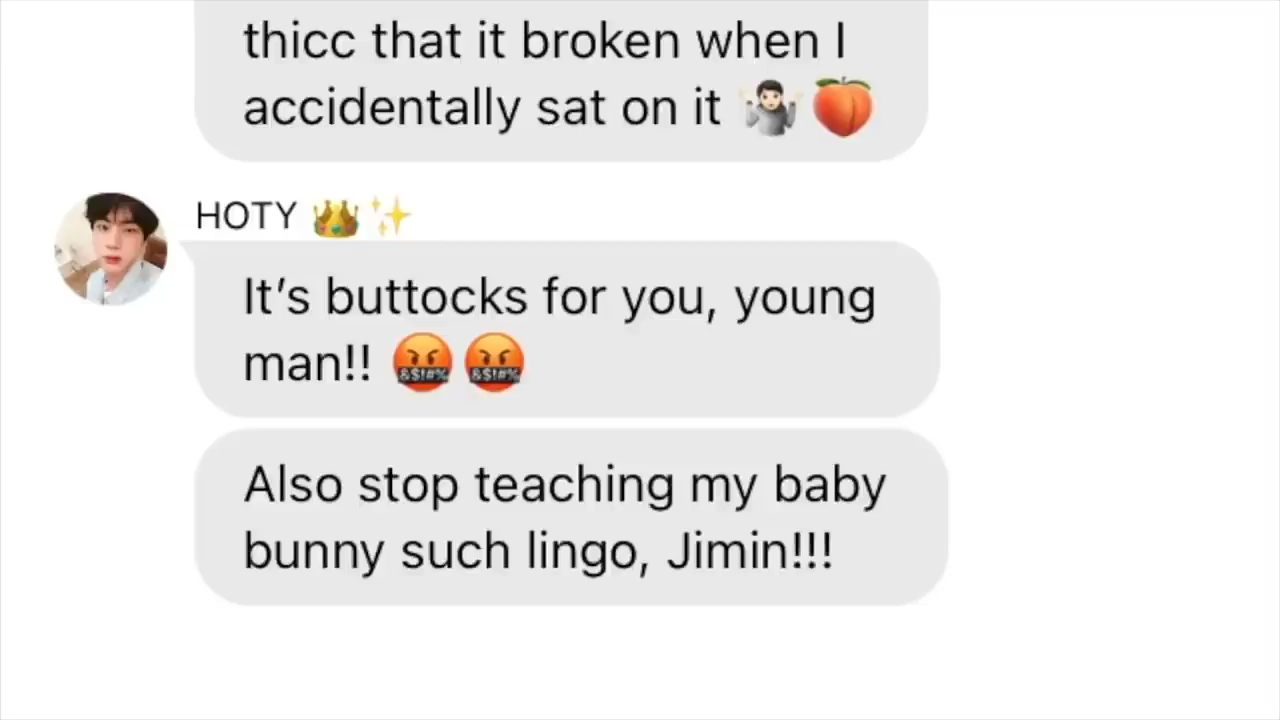 thicc that it broken when I
accidentally sat on it 🤷🏻‍♂️🍑
HOTY 👑✨
It's buttocks for you, young
man!! 🤬🤬
Also stop teaching my baby
bunny such lingo, Jimin!!!